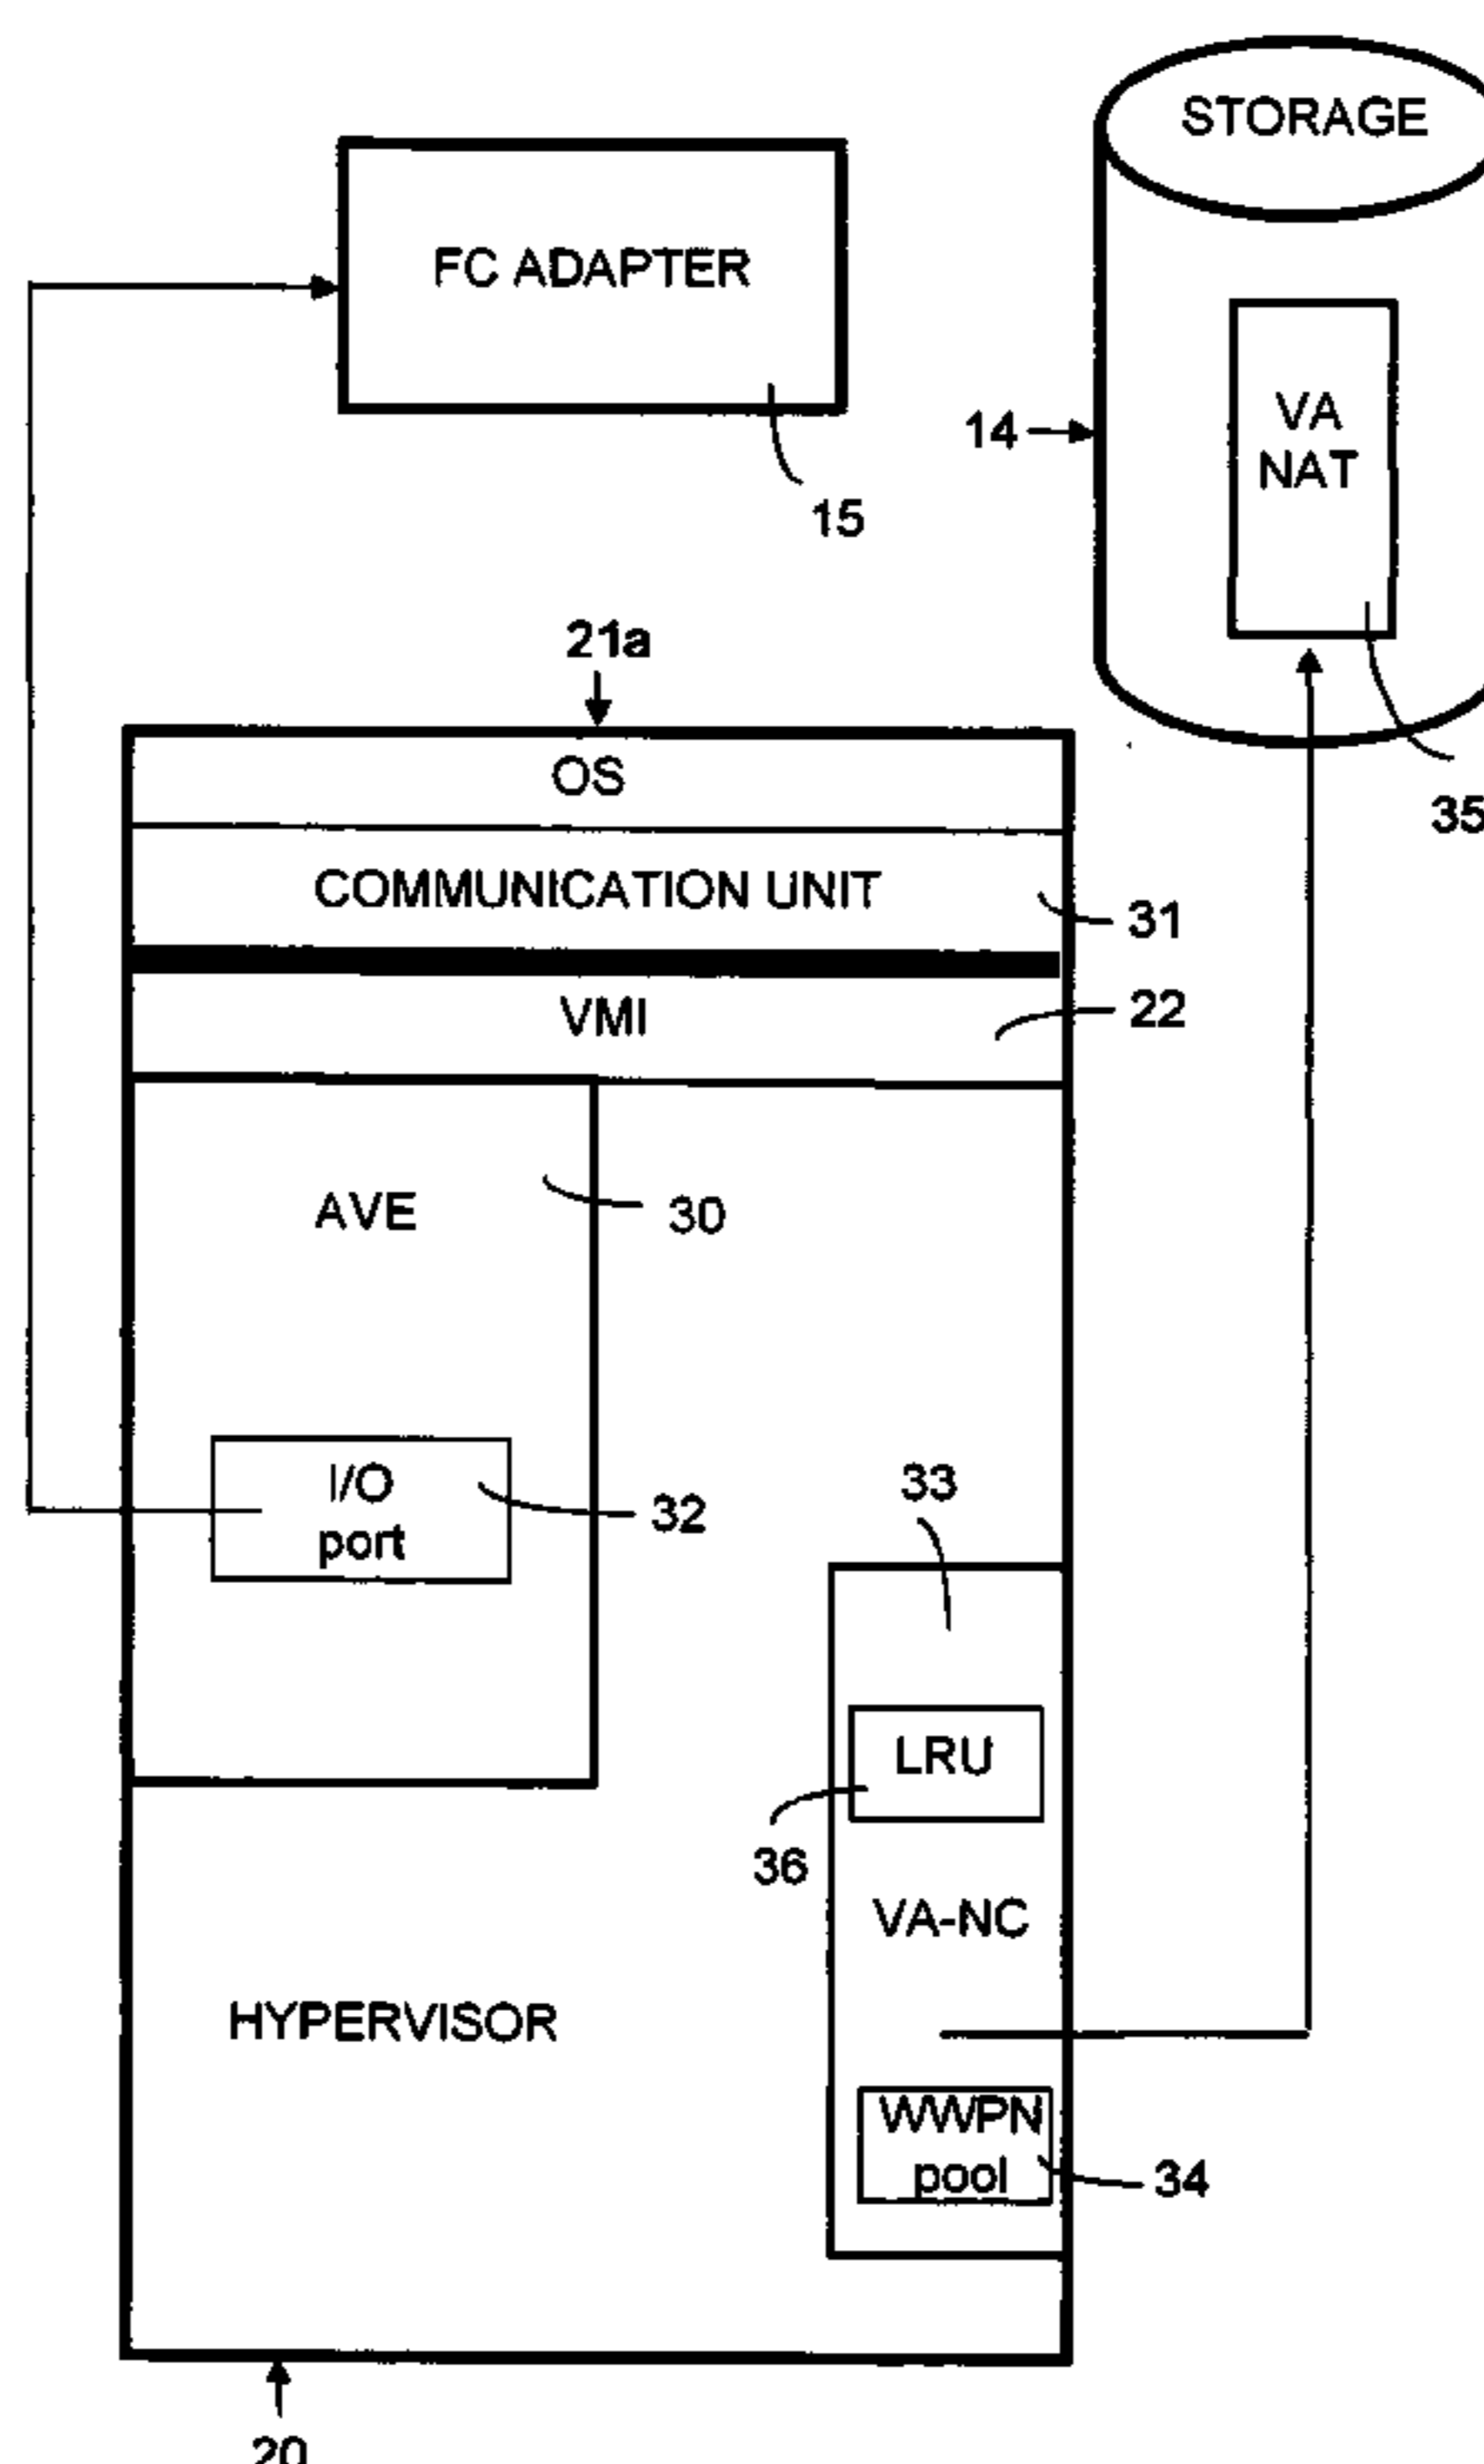 STORAGE
FC ADAPTER
VA
NAT
14
15
21a
35
OS
COMMUNICATION UNIT
31
VMI
22
AVE
30
I/O
port
32
33
LRU
36
VA-NC
HYPERVISOR
WWPN
pool
34
20